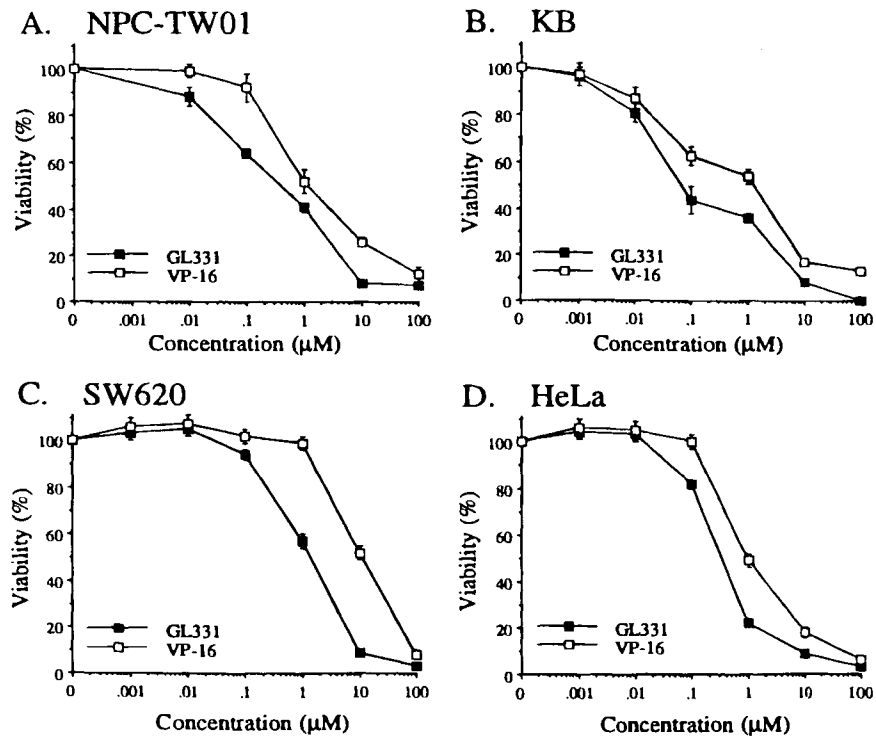 A. NPC-TW01
100
80
60
40
20
0
Viability (%)
GL331
VP-16
0 .001 .01 .1 1 10 100
Concentration (μM)
B. KB
100
80
60
40
20
0
Viability (%)
GL331
VP-16
0 .001 .01 .1 1 10 100
Concentration (μM)
C. SW620
100
80
60
40
20
0
Viability (%)
GL331
VP-16
0 .001 .01 .1 1 10 100
Concentration (μM)
D. HeLa
100
80
60
40
20
0
Viability (%)
GL331
VP-16
0 .001 .01 .1 1 10 100
Concentration (μM)